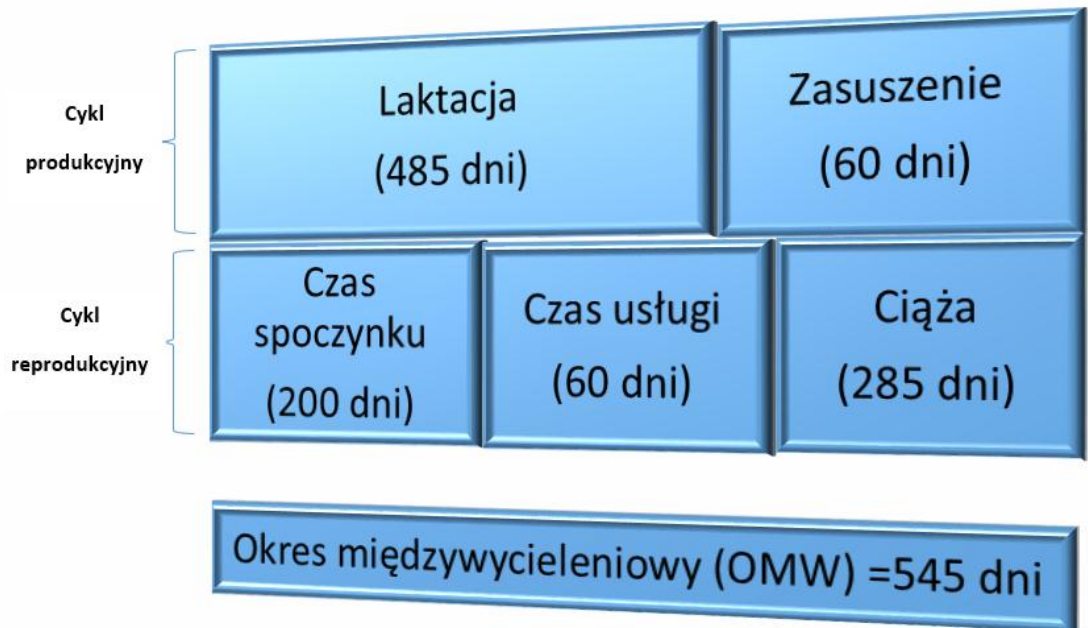 Cykl
produkcyjny
Laktacja
(485 dni)
Zasuszenie
(60 dni)
Cykl
reprodukcyjny
Czas
spoczynku
(200 dni)
Czas usługi
(60 dni)
Ciąża
(285 dni)
Okres międzywycieleniowy (OMW) =545 dni